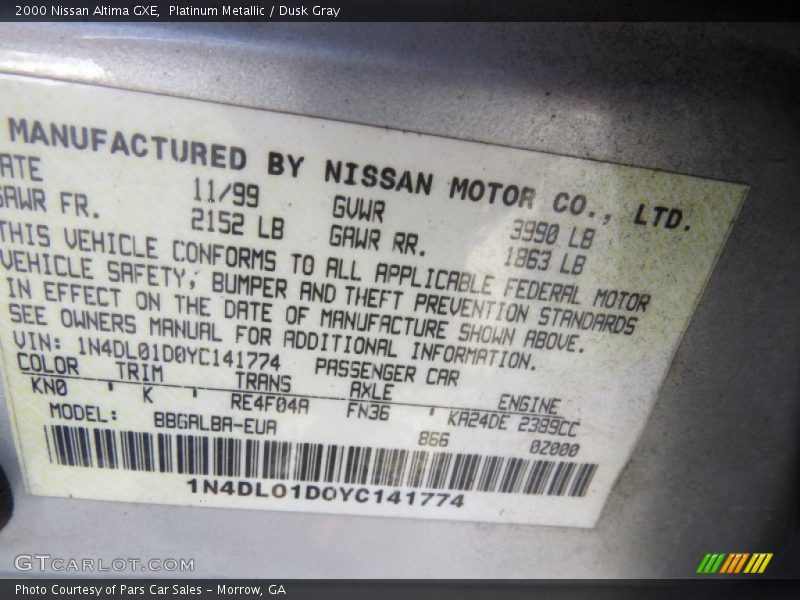 2000 Nissan Altima GXE, Platinum Metallic / Dusk Gray
MANUFACTURED BY NISSAN MOTOR CO., LTD.
ATE 11/99 GVWR 3990 LB
GAWR FR. 2152 LB GAWR RR. 1863 LB
THIS VEHICLE CONFORMS TO ALL APPLICABLE FEDERAL MOTOR
VEHICLE SAFETY, BUMPER AND THEFT PREVENTION STANDARDS
IN EFFECT ON THE DATE OF MANUFACTURE SHOWN ABOVE.
SEE OWNERS MANUAL FOR ADDITIONAL INFORMATION.
VIN: 1N4DL01D0YC141774 PASSENGER CAR
COLOR TRIM TRANS AXLE ENGINE
KN0 ' K ' RE4F04A FN36 ' KA24DE 2389CC
MODEL: BBGALBA-EUA 866 0Z000
1N4DL01D0YC141774
GTCARLOT.COM
Photo Courtesy of Pars Car Sales - Morrow, GA